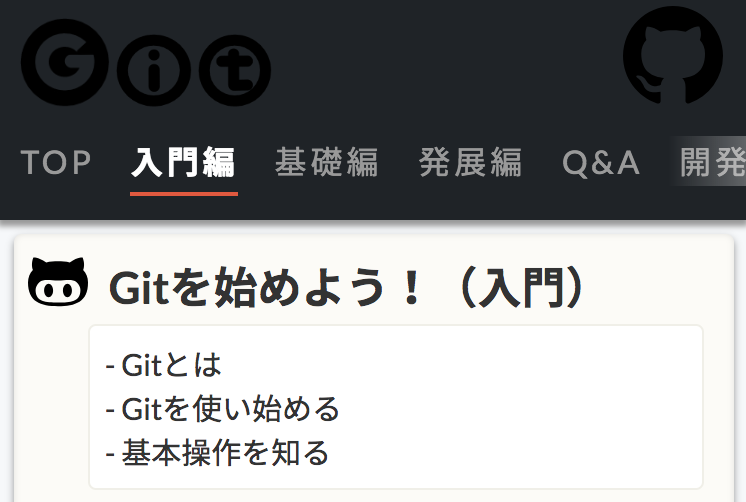 Git
TOP 入門編 基礎編 発展編 Q&A 開発
Gitを始めよう！（入門）
- Gitとは
- Gitを使い始める
- 基本操作を知る